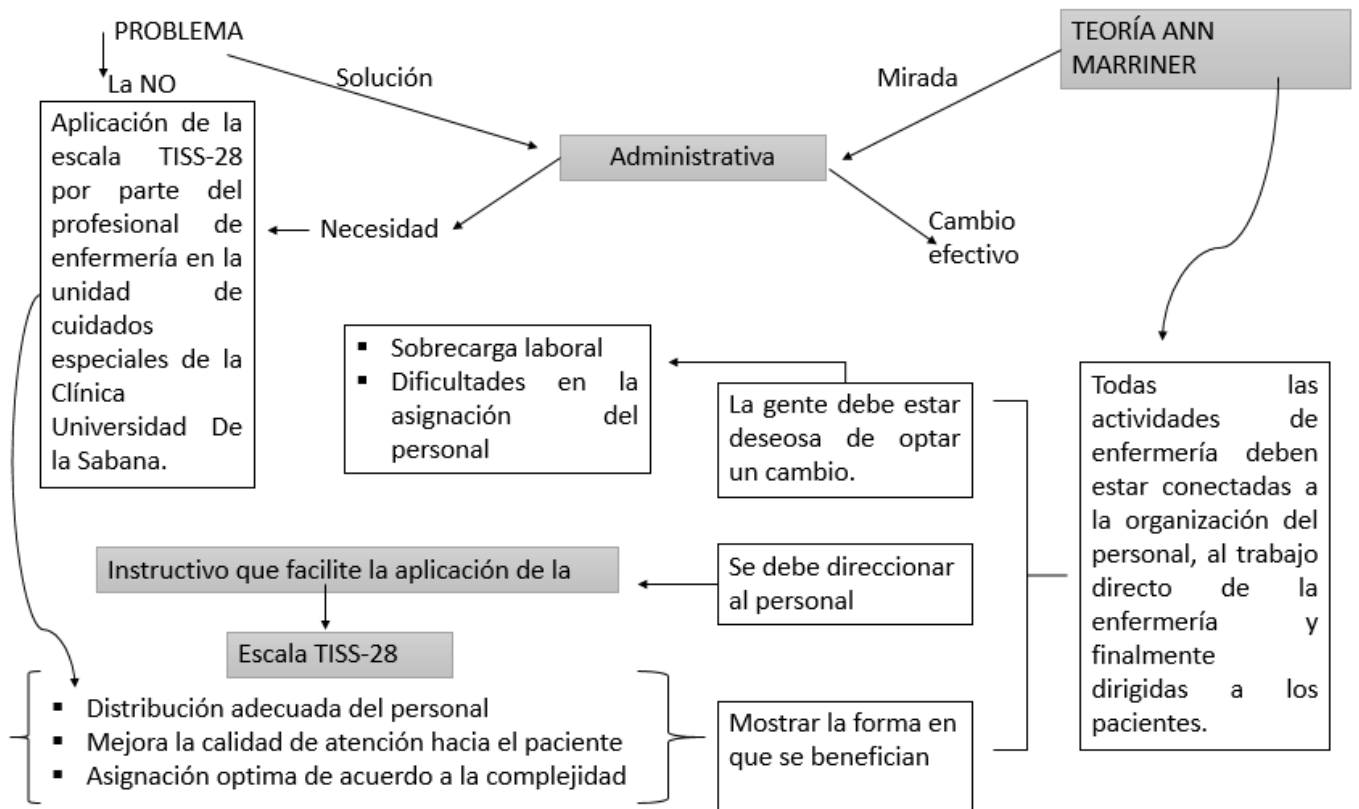 PROBLEMA
La NO
Aplicación de la
escala TISS-28
por parte del
profesional de
enfermería en la
unidad de
cuidados
especiales de la
Clínica
Universidad De
la Sabana.
Solución
Mirada
TEORÍA ANN
MARRINER
Administrativa
Necesidad
Cambio
efectivo
▪ Sobrecarga laboral
▪ Dificultades en la
asignación del
personal
La gente debe estar
deseosa de optar
un cambio.
Todas las
actividades de
enfermería deben
estar conectadas a
la organización del
personal, al trabajo
directo de la
enfermería y
finalmente
dirigidas a los
pacientes.
Instructivo que facilite la aplicación de la
Se debe direccionar
al personal
Escala TISS-28
▪ Distribución adecuada del personal
▪ Mejora la calidad de atención hacia el paciente
▪ Asignación optima de acuerdo a la complejidad
Mostrar la forma en
que se benefician